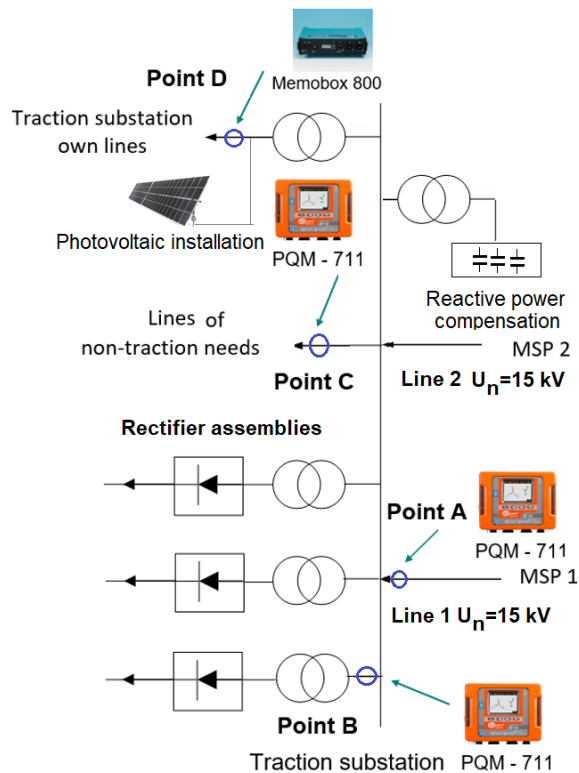 Point D
Memobox 800
Traction substation
own lines
Photovoltaic installation
PQM - 711
Reactive power
compensation
Lines of
non-traction needs
MSP 2
Point C
Line 2 Un=15 kV
Rectifier assemblies
Point A
PQM - 711
MSP 1
Line 1 Un=15 kV
Point B
Traction substation
PQM - 711